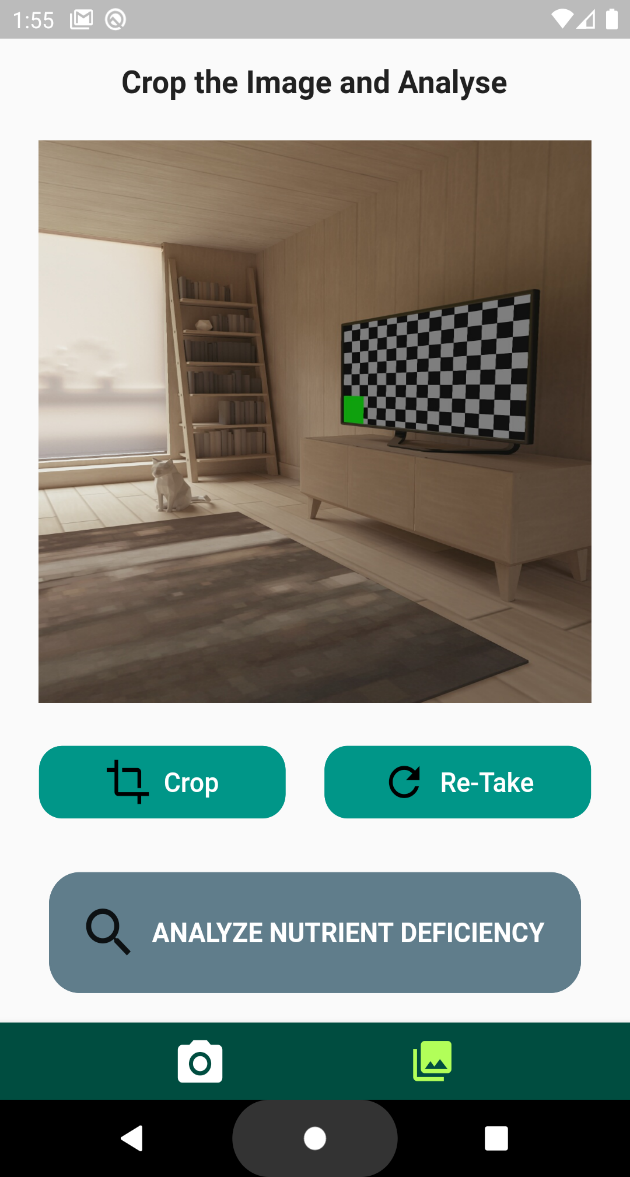 1:55
Crop the Image and Analyse
Crop
Re-Take
ANALYZE NUTRIENT DEFICIENCY